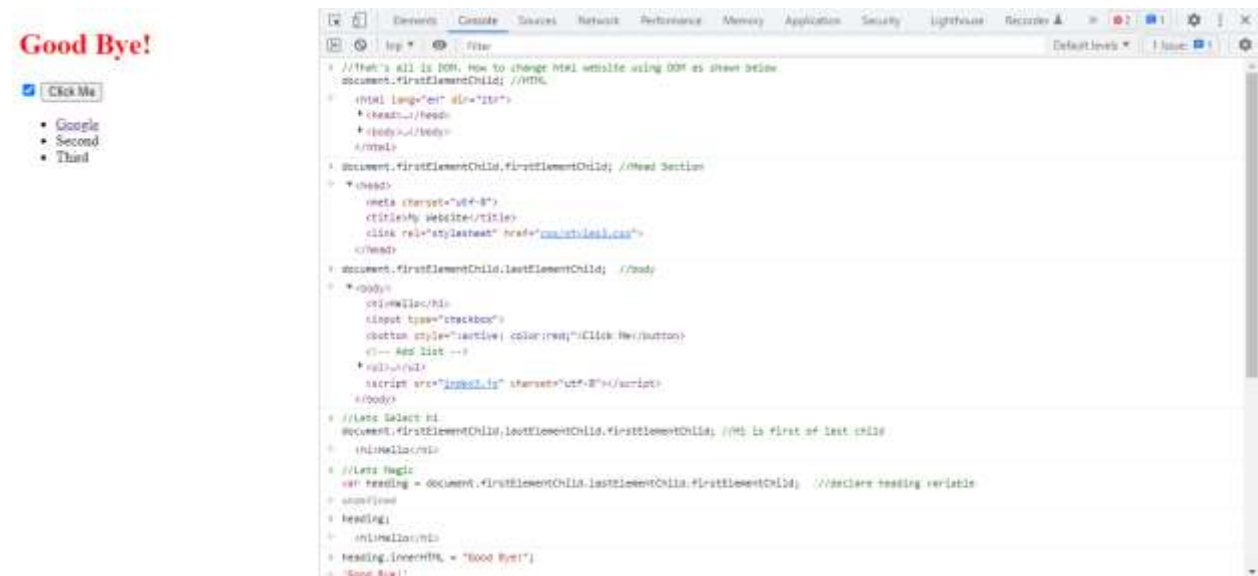 Good Bye!
Click Me
Google
Second
Third
Elements Console Sources Network Performance Memory Application Security Lighthouse Recorder » 2 1
top Filter Default levels 1 Issue: 1
//That's all is DOM. How to change html website using DOM as shown below
document.firstElementChild; //HTML
<html lang="en" dir="ltr">
<head>…</head>
<body>…</body>
</html>
document.firstElementChild.firstElementChild; //Head Section
<head>
<meta charset="utf-8">
<title>My Website</title>
<link rel="stylesheet" href="css/styles3.css">
</head>
document.firstElementChild.lastElementChild; //body
<body>
<h1>Hello</h1>
<input type="checkbox">
<button style=":active; color:red;">Click Me</button>
<!-- Add list -->
<ul>…</ul>
<script src="index3.js" charset="utf-8"></script>
</body>
//Lets Select h1
document.firstElementChild.lastElementChild.firstElementChild; //H1 is first of last child
<h1>Hello</h1>
//Lets Magic
var heading = document.firstElementChild.lastElementChild.firstElementChild; //declare heading variable
undefined
heading;
<h1>Hello</h1>
heading.innerHTML = "Good Bye!";
'Good Bye!'